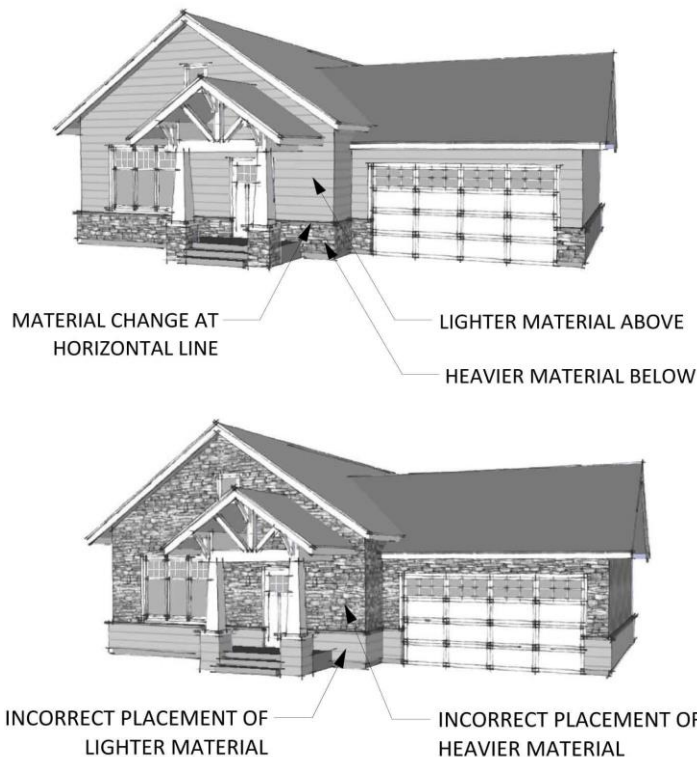 MATERIAL CHANGE AT
HORIZONTAL LINE
LIGHTER MATERIAL ABOVE
HEAVIER MATERIAL BELOW
INCORRECT PLACEMENT OF
LIGHTER MATERIAL
INCORRECT PLACEMENT OF
HEAVIER MATERIAL